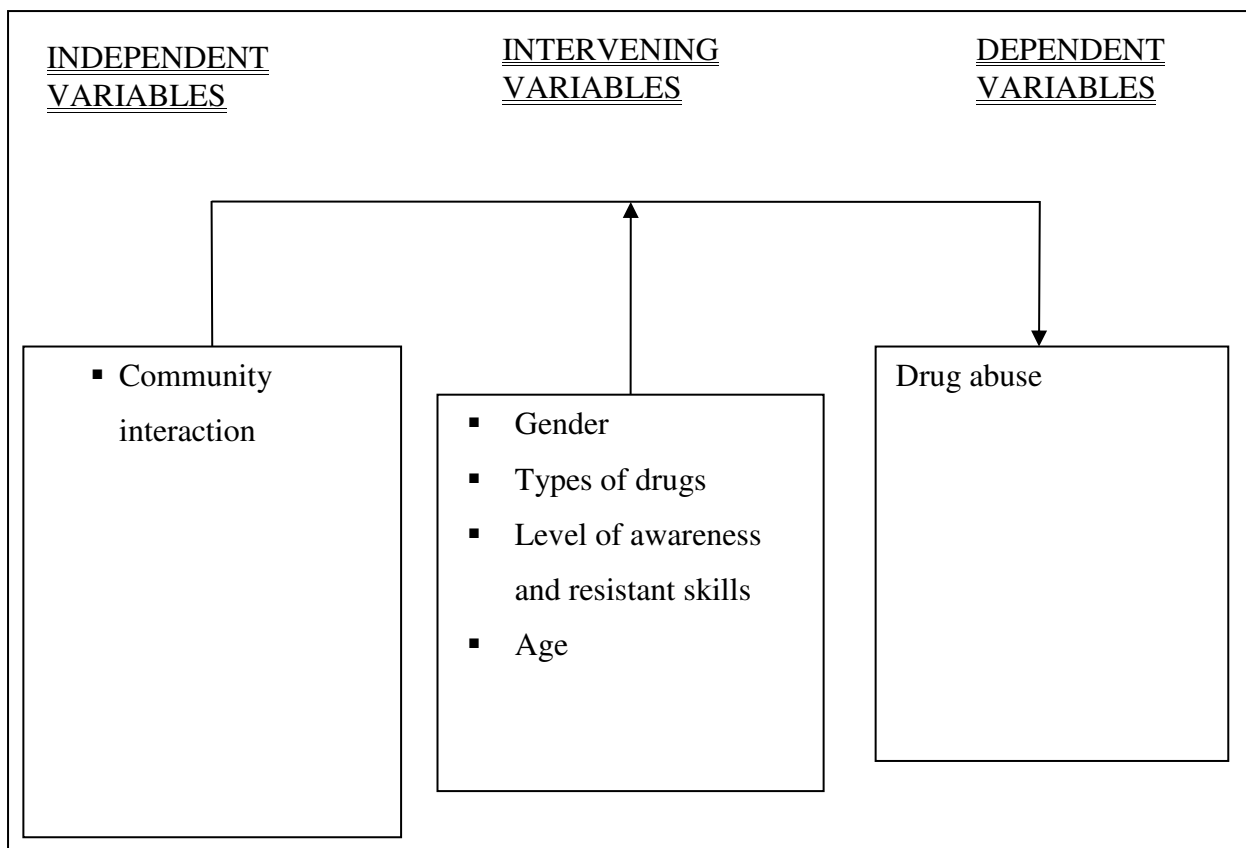 INDEPENDENT
VARIABLES
INTERVENING
VARIABLES
DEPENDENT
VARIABLES
▪ Community
interaction
▪ Gender
▪ Types of drugs
▪ Level of awareness
and resistant skills
▪ Age
Drug abuse